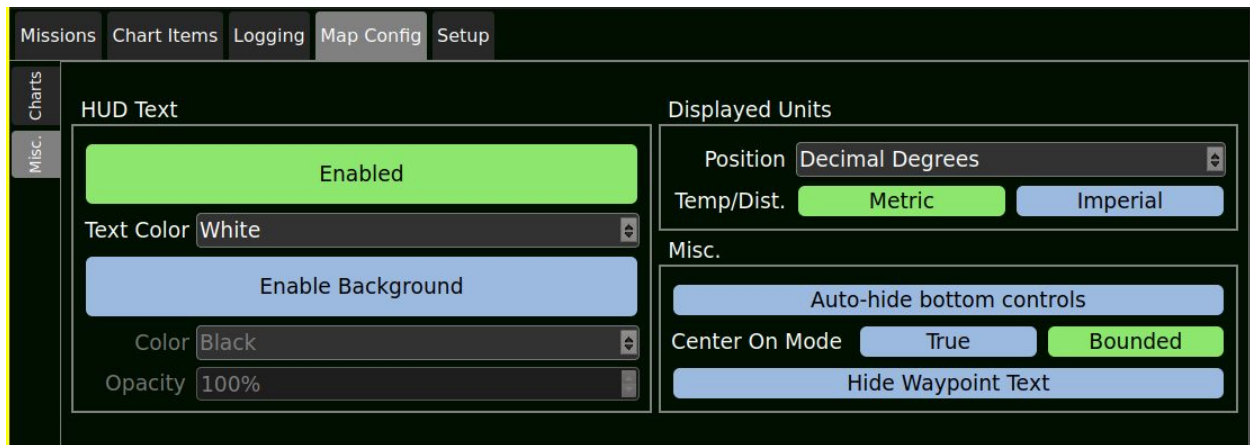 Missions Chart Items Logging Map Config Setup
Charts
Misc.
HUD Text
Enabled
Text Color White
Enable Background
Color Black
Opacity 100%
Displayed Units
Position Decimal Degrees
Temp/Dist. Metric Imperial
Misc.
Auto-hide bottom controls
Center On Mode True Bounded
Hide Waypoint Text